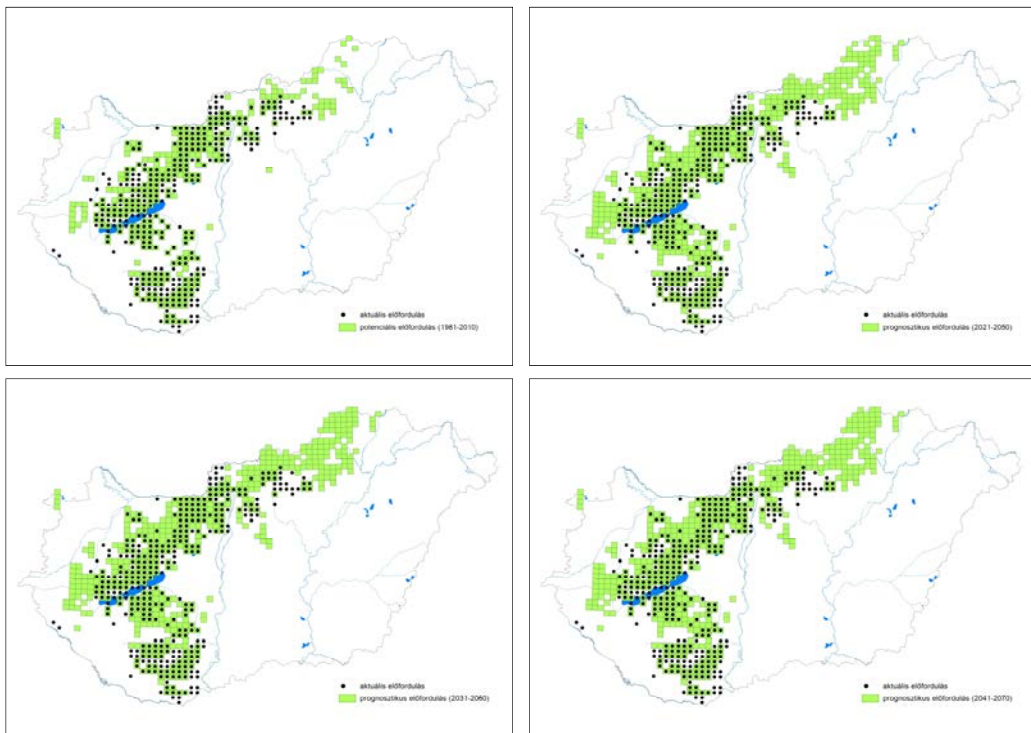 aktuális előfordulás
potenciális előfordulás (1981-2010)
aktuális előfordulás
prognosztikus előfordulás (2021-2050)
aktuális előfordulás
prognosztikus előfordulás (2031-2060)
aktuális előfordulás
prognosztikus előfordulás (2041-2070)